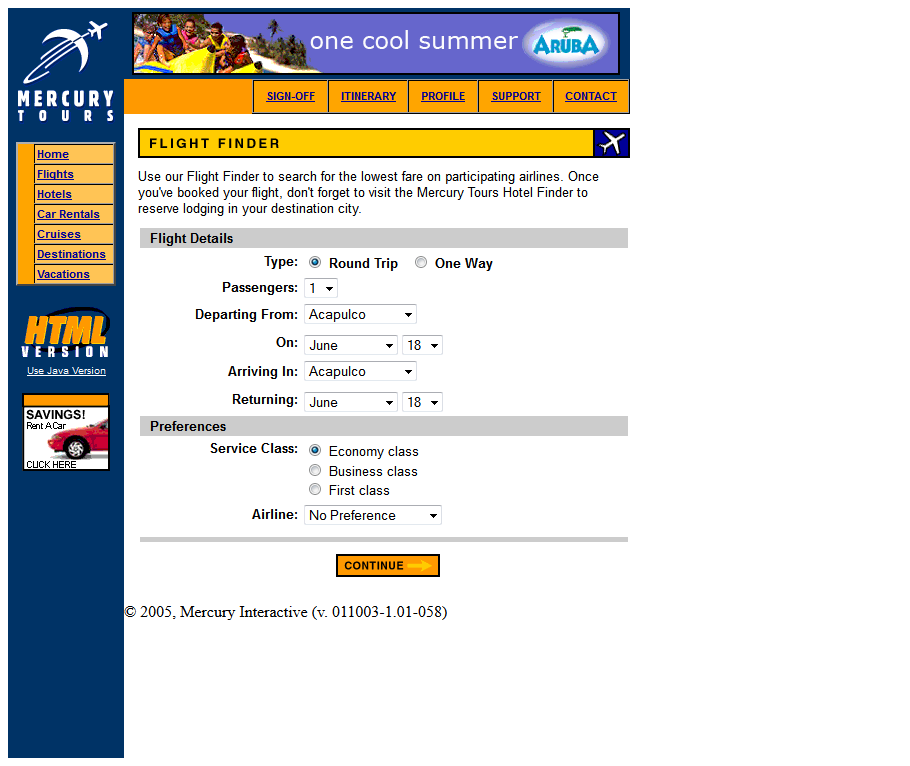 MERCURY
TOURS
one cool summer ARUBA
SIGN-OFF ITINERARY PROFILE SUPPORT CONTACT
Home
Flights
Hotels
Car Rentals
Cruises
Destinations
Vacations
HTML
VERSION
Use Java Version
SAVINGS!
Rent A Car
CLICK HERE
FLIGHT FINDER
Use our Flight Finder to search for the lowest fare on participating airlines. Once
you've booked your flight, don't forget to visit the Mercury Tours Hotel Finder to
reserve lodging in your destination city.
Flight Details
Type: Round Trip One Way
Passengers: 1
Departing From: Acapulco
On: June 18
Arriving In: Acapulco
Returning: June 18
Preferences
Service Class: Economy class
Business class
First class
Airline: No Preference
CONTINUE
© 2005, Mercury Interactive (v. 011003-1.01-058)